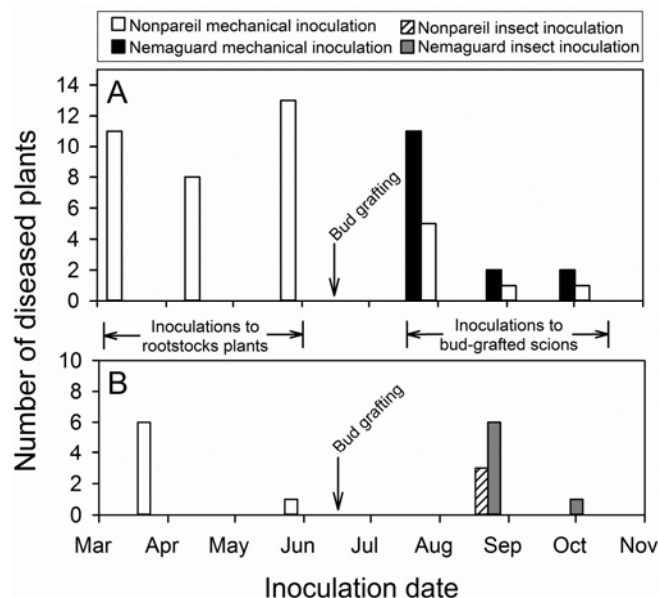 Nonpareil mechanical inoculation Nonpareil insect inoculation
Nemaguard mechanical inoculation Nemaguard insect inoculation
Number of diseased plants
A
14
12
10
8
6
4
2
0
Bud grafting
Inoculations to
rootstocks plants
Inoculations to
bud-grafted scions
B
10
8
6
4
2
0
Bud grafting
Mar Apr May Jun Jul Aug Sep Oct Nov
Inoculation date